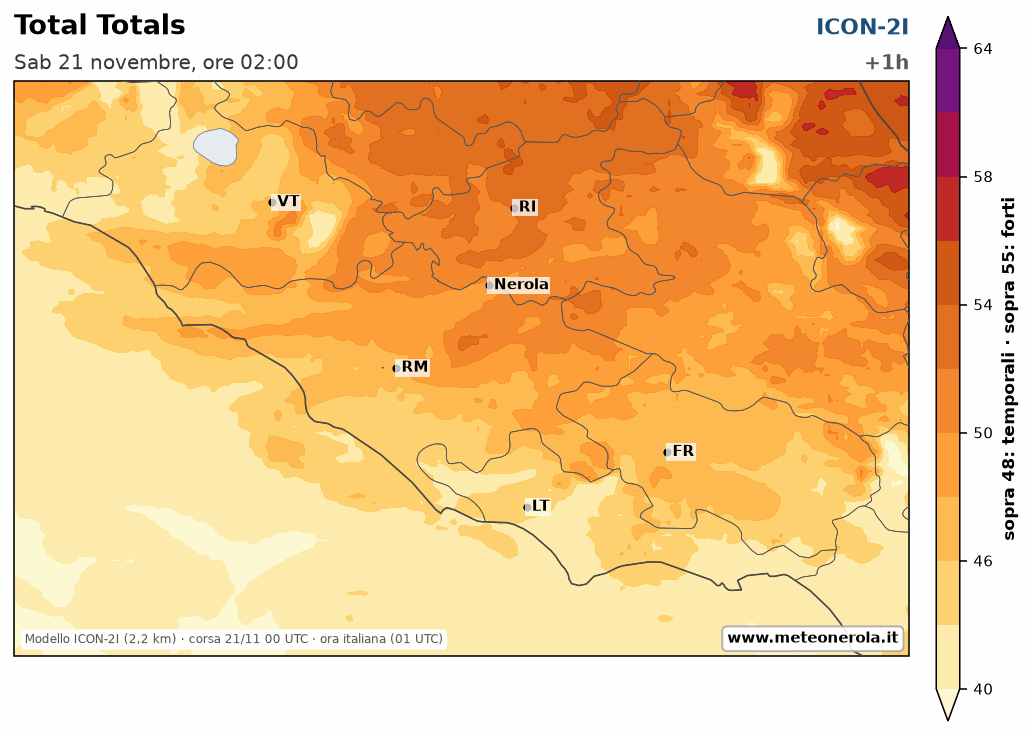 Total Totals
ICON-2I
Sab 21 novembre, ore 02:00
+1h
VT
RI
Nerola
RM
FR
LT
Modello ICON-2I (2,2 km) · corsa 21/11 00 UTC · ora italiana (01 UTC)
www.meteonerola.it
64
58
54
50
46
40
sopra 48: temporali · sopra 55: forti